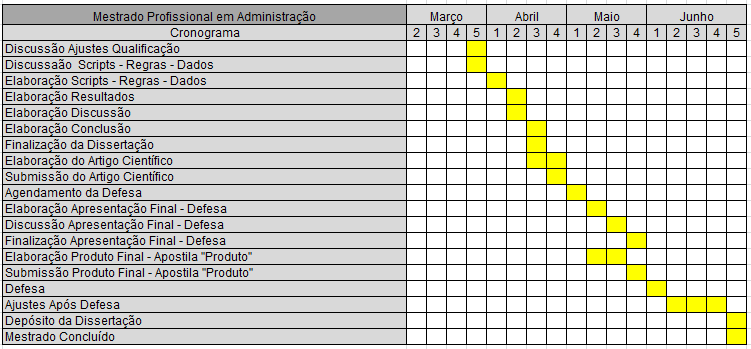 Mestrado Profissional em Administração Março Abril Maio Junho
Cronograma 2 3 4 5 1 2 3 4 1 2 3 4 1 2 3 4 5
Discussão Ajustes Qualificação
Discussaão Scripts - Regras - Dados
Elaboração Scripts - Regras - Dados
Elaboração Resultados
Elaboração Discussão
Elaboração Conclusão
Finalização da Dissertação
Elaboração do Artigo Científico
Submissão do Artigo Científico
Agendamento da Defesa
Elaboração Apresentação Final - Defesa
Discussão Apresentação Final - Defesa
Finalização Apresentação Final - Defesa
Elaboração Produto Final - Apostila "Produto"
Submissão Produto Final - Apostila "Produto"
Defesa
Ajustes Após Defesa
Depósito da Dissertação
Mestrado Concluído